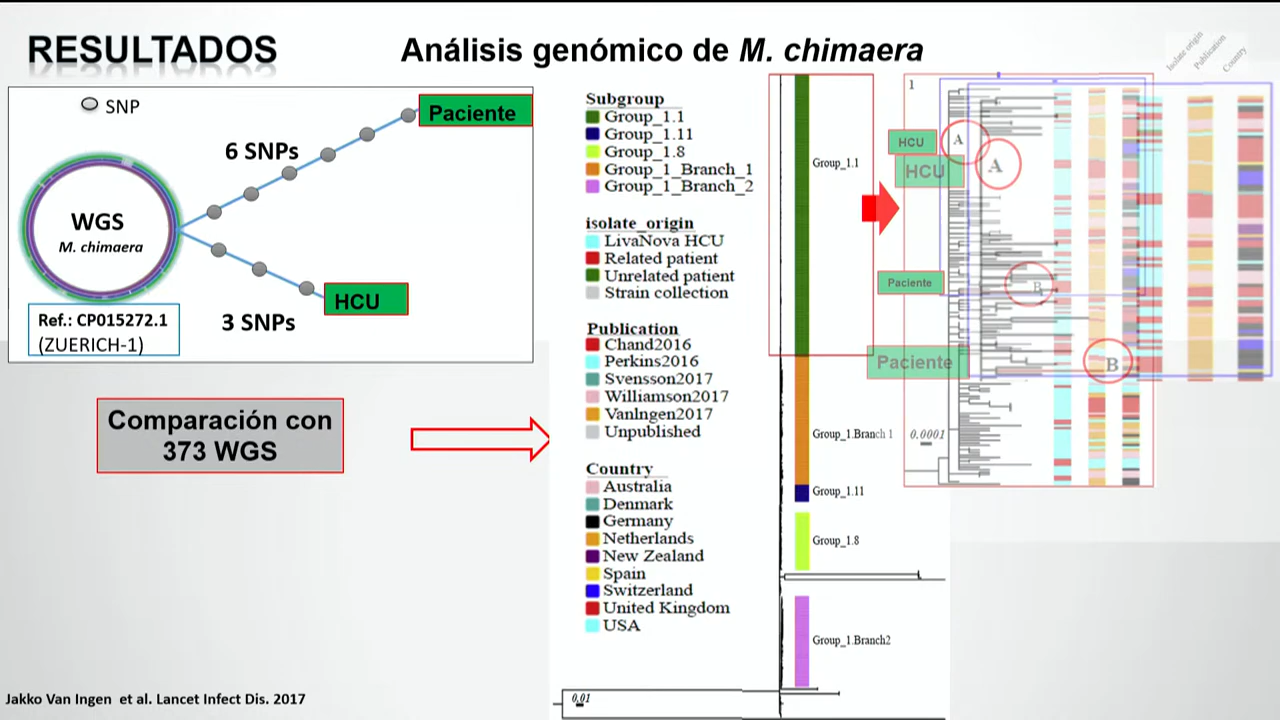 RESULTADOS
Análisis genómico de M. chimaera
SNP
Paciente
6 SNPs
WGS
M. chimaera
HCU
3 SNPs
Ref.: CP015272.1
(ZUERICH-1)
Comparación con
373 WGS
Subgroup
Group_1.1
Group_1.11
Group_1.8
Group_1_Branch_1
Group_1_Branch_2
isolate_origin
LivaNova HCU
Related patient
Unrelated patient
Strain collection
Publication
Chand2016
Perkins2016
Svensson2017
Williamson2017
VanIngen2017
Unpublished
Country
Australia
Denmark
Germany
Netherlands
New Zealand
Spain
Switzerland
United Kingdom
USA
Group_1.1
Group_1.Branch 1
Group_1.11
Group_1.8
Group_1.Branch2
0.01
1
HCU
A
HCU
A
Paciente
B
Paciente
B
0.0001
Isolate origin
Publication
Country
Jakko Van Ingen et al. Lancet Infect Dis. 2017